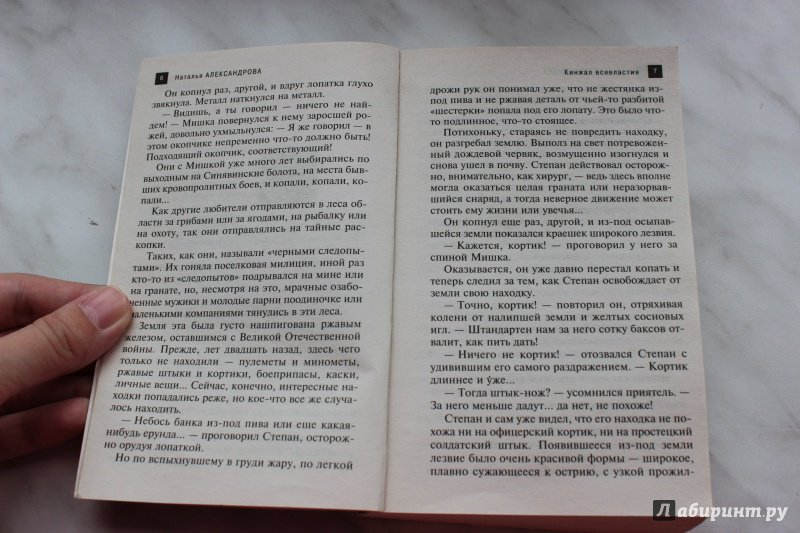 6 Наталья АЛЕКСАНДРОВА
Он копнул раз, другой, и вдруг лопатка глухо
звякнула. Металл наткнулся на металл.
— Видишь, а ты говорил — ничего не най-
дем! — Мишка повернулся к нему заросшей ро-
жей, довольно ухмыльнулся: — Я же говорил — в
этом окопчике непременно что-то должно быть!
Подходящий окопчик, соответствующий!
Они с Мишкой уже много лет выбирались по
выходным на Синявинские болота, на места быв-
ших кровопролитных боев, и копали, копали, ко-
пали...
Как другие любители отправляются в леса об-
ласти за грибами или за ягодами, на рыбалку или
на охоту, так они отправлялись на тайные рас-
копки.
Таких, как они, называли «черными следопы-
тами». Их гоняла поселковая милиция, иной раз
кто-то из «следопытов» подрывался на мине или
на гранате, но, несмотря на это, мрачные озабо-
ченные мужики и молодые парни поодиночке или
маленькими компаниями тянулись в эти леса.
Земля эта была густо нашпигована ржавым
железом, оставшимся с Великой Отечественной
войны. Прежде, лет двадцать назад, здесь чего
только не находили — пулеметы и минометы,
ржавые штыки и кортики, боеприпасы, каски,
личные вещи... Сейчас, конечно, интересные на-
ходки попадались реже, но кое-что все же случа-
лось находить.
— Небось банка из-под пива или еще какая-
нибудь ерунда... — проговорил Степан, осторож-
но орудуя лопаткой.
Но по вспыхнувшему в груди жару, по легкой
Кинжал всевластия 7
дрожи рук он понимал уже, что не жестянка из-
под пива и не ржавая деталь от чьей-то разбитой
«шестерки» попала под его лопату. Это было что-
то подлинное, что-то стоящее.
Потихоньку, стараясь не повредить находку,
он разгребал землю. Выполз на свет потревожен-
ный дождевой червяк, возмущенно изогнулся и
снова ушел в почву. Степан действовал осторож-
но, внимательно, как хирург, — ведь здесь вполне
могла оказаться целая граната или неразорвав-
шийся снаряд, а тогда неверное движение может
стоить ему жизни или увечья...
Он копнул еще раз, другой, и из-под осыпав-
шейся земли показался краешек широкого лезвия.
— Кажется, кортик! — проговорил у него за
спиной Мишка.
Оказывается, он уже давно перестал копать и
теперь следил за тем, как Степан освобождает от
земли свою находку.
— Точно, кортик! — повторил он, отряхивая
колени от налипшей земли и желтых сосновых
игл. — Штандартен нам за него сотку баксов от-
валит, как пить дать!
— Ничего не кортик! — отозвался Степан с
удивившим его самого раздражением. — Кортик
длиннее и у́же...
— Тогда штык-нож? — усомнился приятель. —
За него меньше дадут... да нет, не похоже!
Степан и сам уже видел, что его находка не по-
хожа ни на офицерский кортик, ни на простецкий
солдатский штык. Появившееся из-под земли
лезвие было очень красивой формы — широкое,
плавно сужающееся к острию, с узкой прожил-
Лабиринт.ру